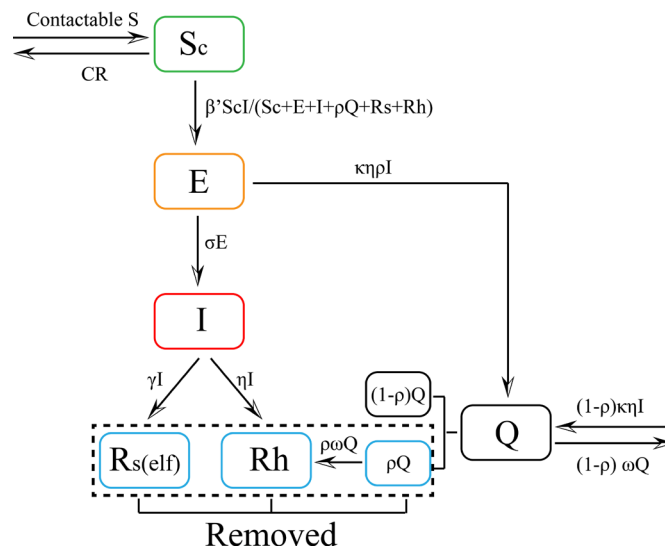 Contactable S
Sc
CR
β’ScI/(Sc+E+I+ρQ+Rs+Rh)
E
κηρI
σE
I
γI
ηI
(1-ρ)Q
(1-ρ)κηI
Q
Rs(elf)
Rh
ρωQ
ρQ
(1-ρ) ωQ
Removed